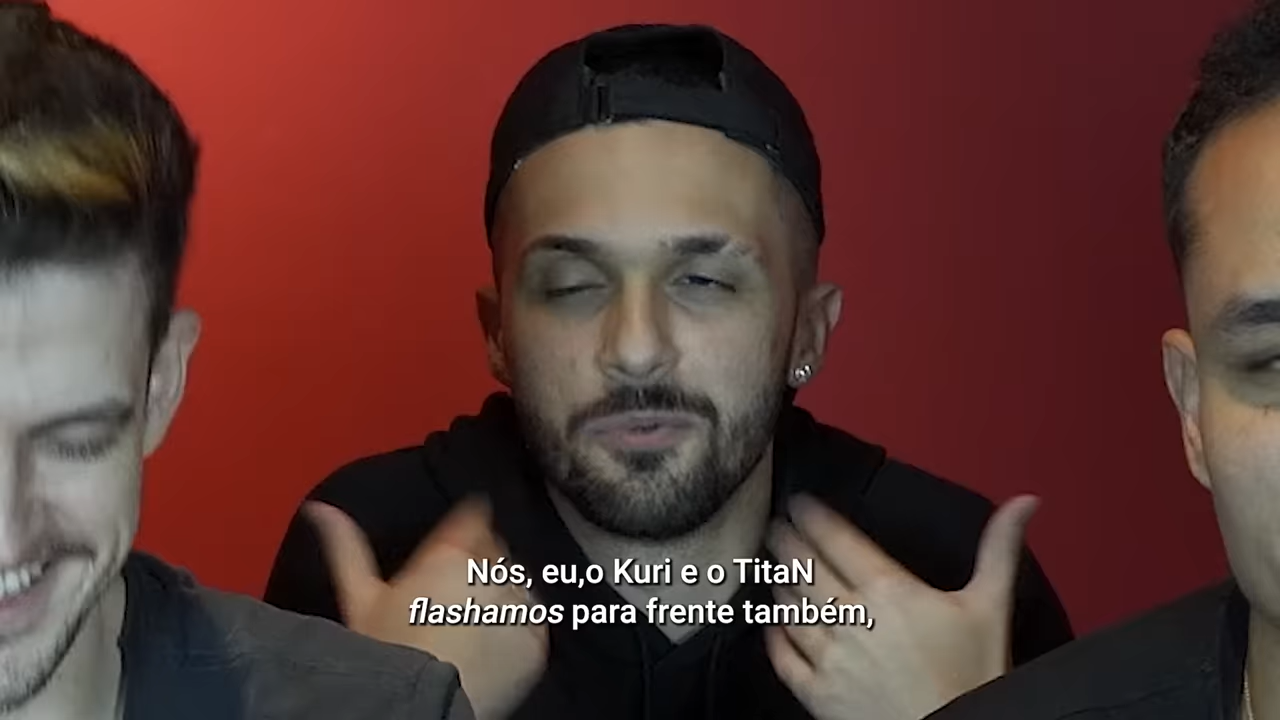 Nós, eu,o Kuri e o TitaN
flashamos para frente também,